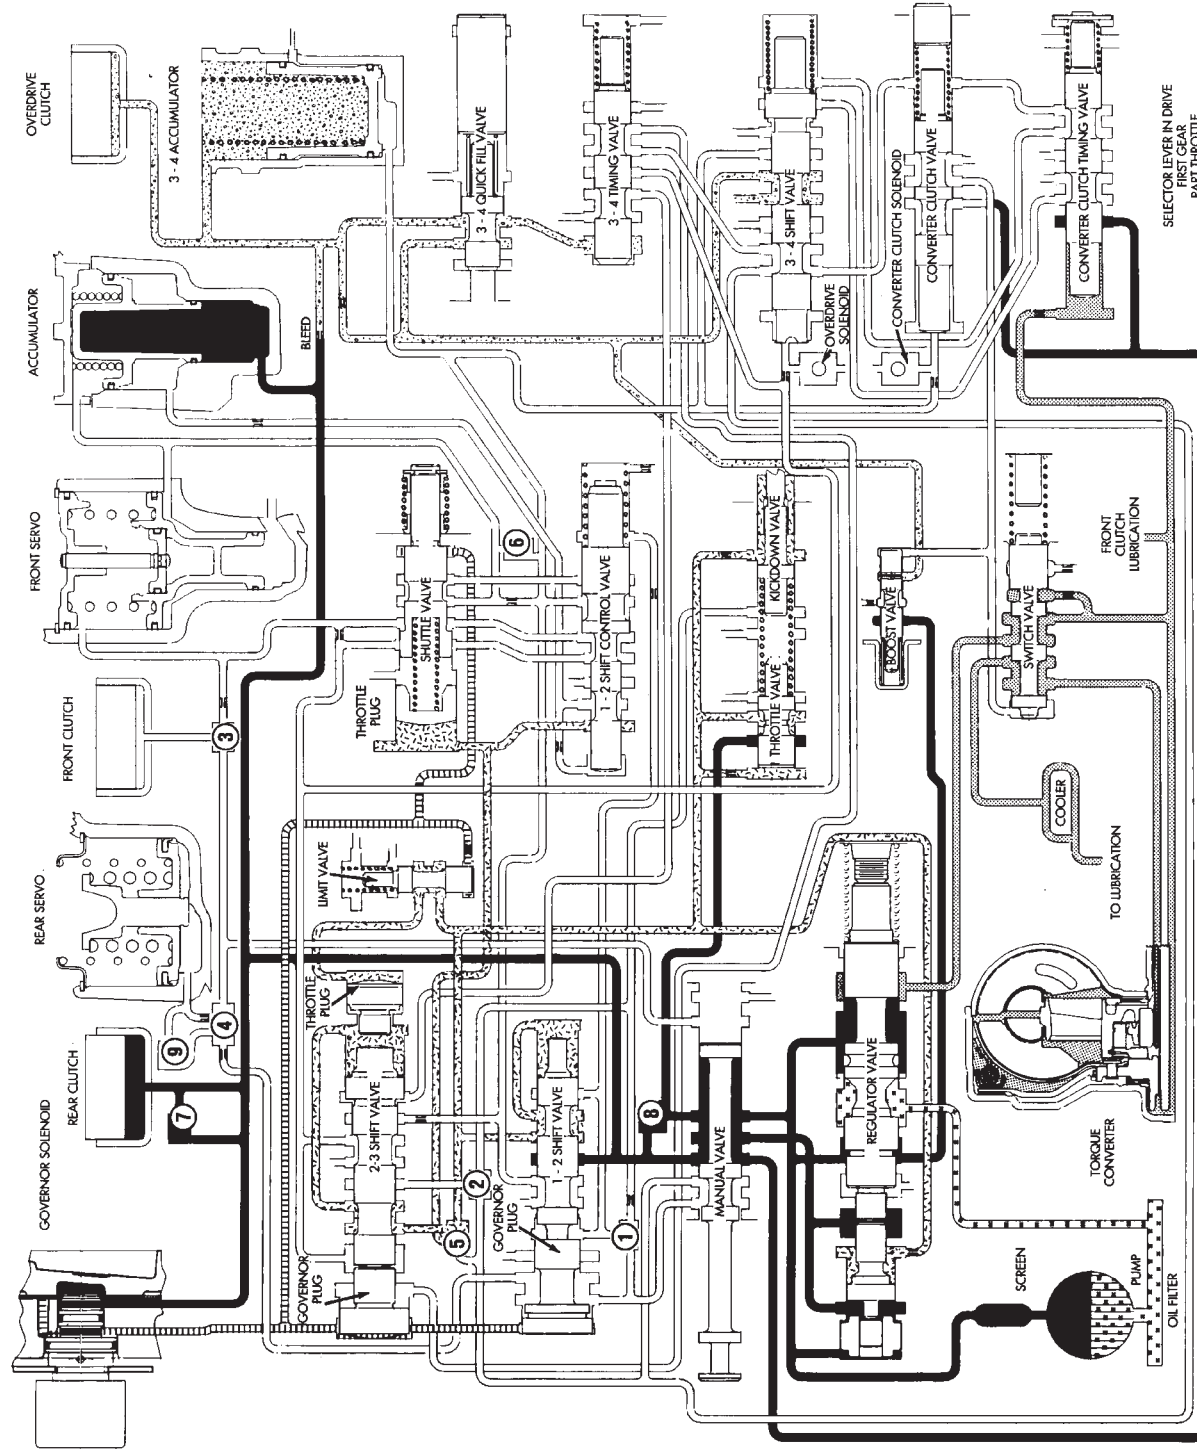 OVERDRIVE
CLUTCH
3 - 4 ACCUMULATOR
3 - 4 QUICK FILL VALVE
3 - 4 TIMING VALVE
3 - 4 SHIFT VALVE
CONVERTER CLUTCH SOLENOID
CONVERTER CLUTCH VALVE
CONVERTER CLUTCH TIMING VALVE
SELECTOR LEVER IN DRIVE
FIRST GEAR
PART THROTTLE
ACCUMULATOR
BLEED
OVERDRIVE
SOLENOID
FRONT SERVO
SHUTTLE VALVE
6
1 - 2 SHIFT CONTROL VALVE
KICKDOWN VALVE
BOOST VALVE
SWITCH VALVE
FRONT
CLUTCH
LUBRICATION
FRONT CLUTCH
3
THROTTLE
PLUG
THROTTLE VALVE
COOLER
TO LUBRICATION
REAR SERVO
LIMIT VALVE
THROTTLE
PLUG
GOVERNOR SOLENOID
REAR CLUTCH
7
9
4
2-3 SHIFT VALVE
1 - 2 SHIFT VALVE
8
MANUAL VALVE
REGULATOR VALVE
TORQUE
CONVERTER
GOVERNOR
PLUG
5
2
GOVERNOR
PLUG
1
SCREEN
PUMP
OIL FILTER